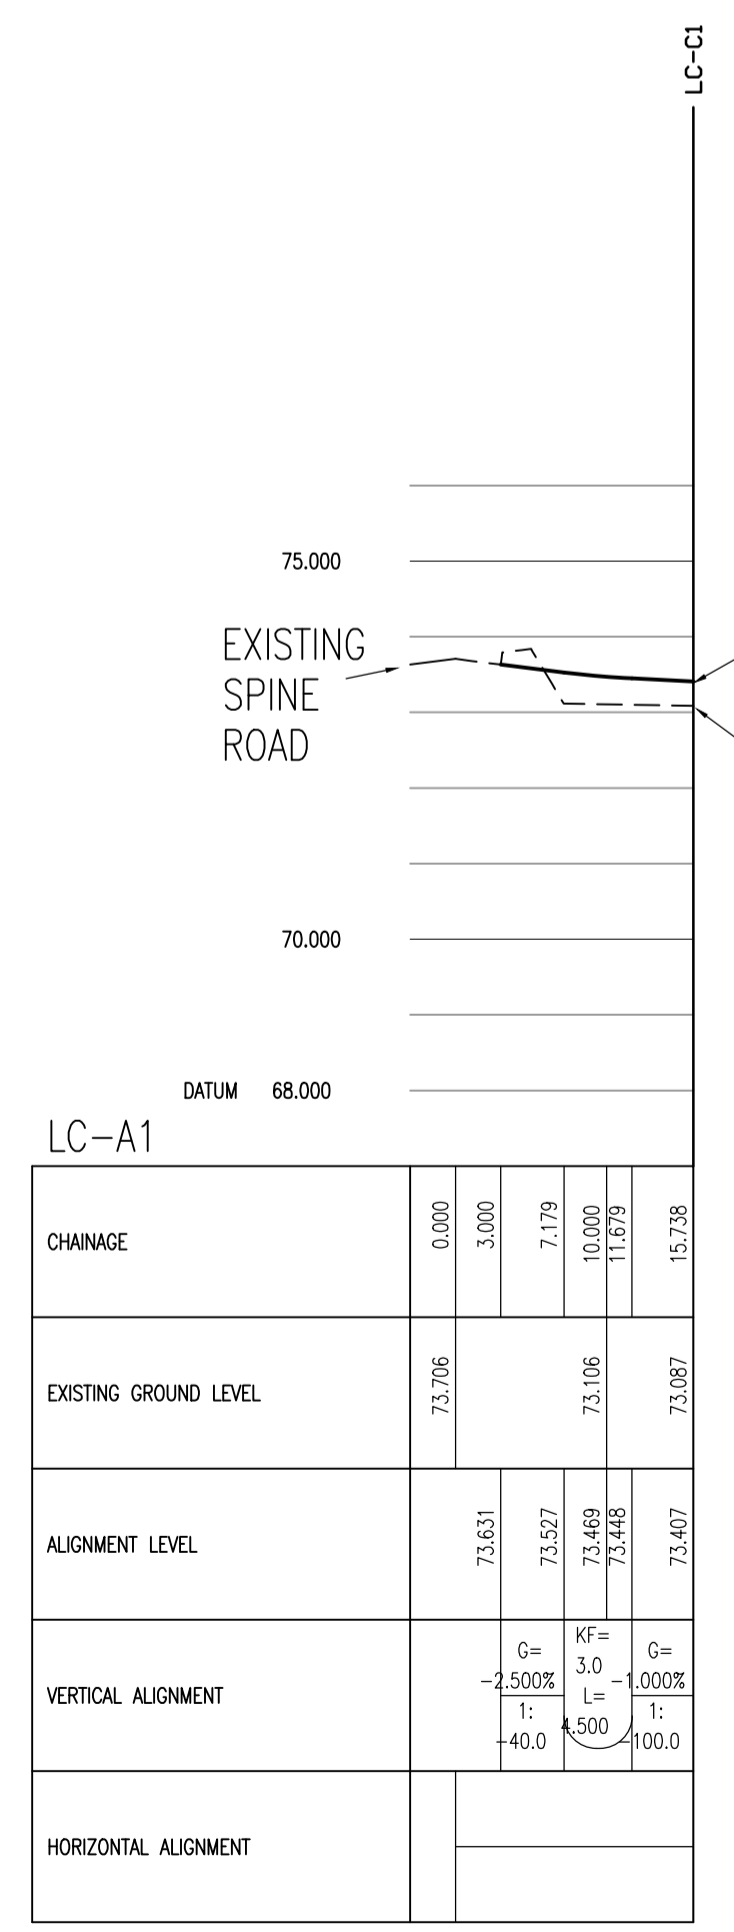 LC-C1
75.000
EXISTING
SPINE
ROAD
70.000
DATUM 68.000
LC-A1
CHAINAGE 0.000 3.000 7.179 10.000 11.679 15.738
EXISTING GROUND LEVEL 73.706 73.106 73.087
ALIGNMENT LEVEL 73.631 73.527 73.469 73.448 73.407
VERTICAL ALIGNMENT
G=
-2.500%
1:
-40.0
KF=
3.0
L=
4.500
G=
-1.000%
1:
-100.0
HORIZONTAL ALIGNMENT